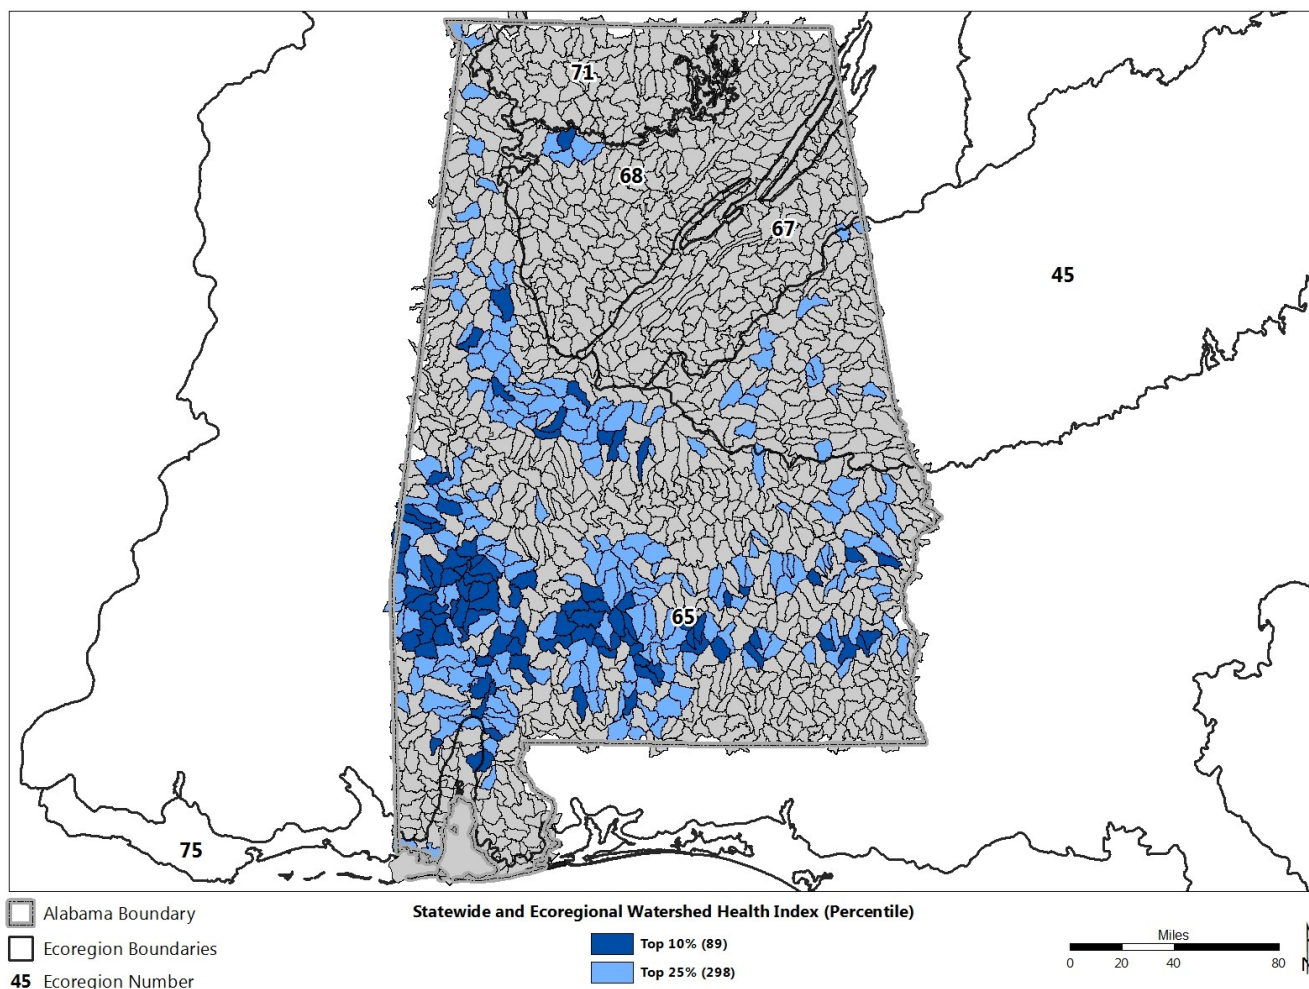 71
68
67
45
65
75
Alabama Boundary
Ecoregion Boundaries
45 Ecoregion Number
Statewide and Ecoregional Watershed Health Index (Percentile)
Top 10% (89)
Top 25% (298)
Miles
0 20 40 80